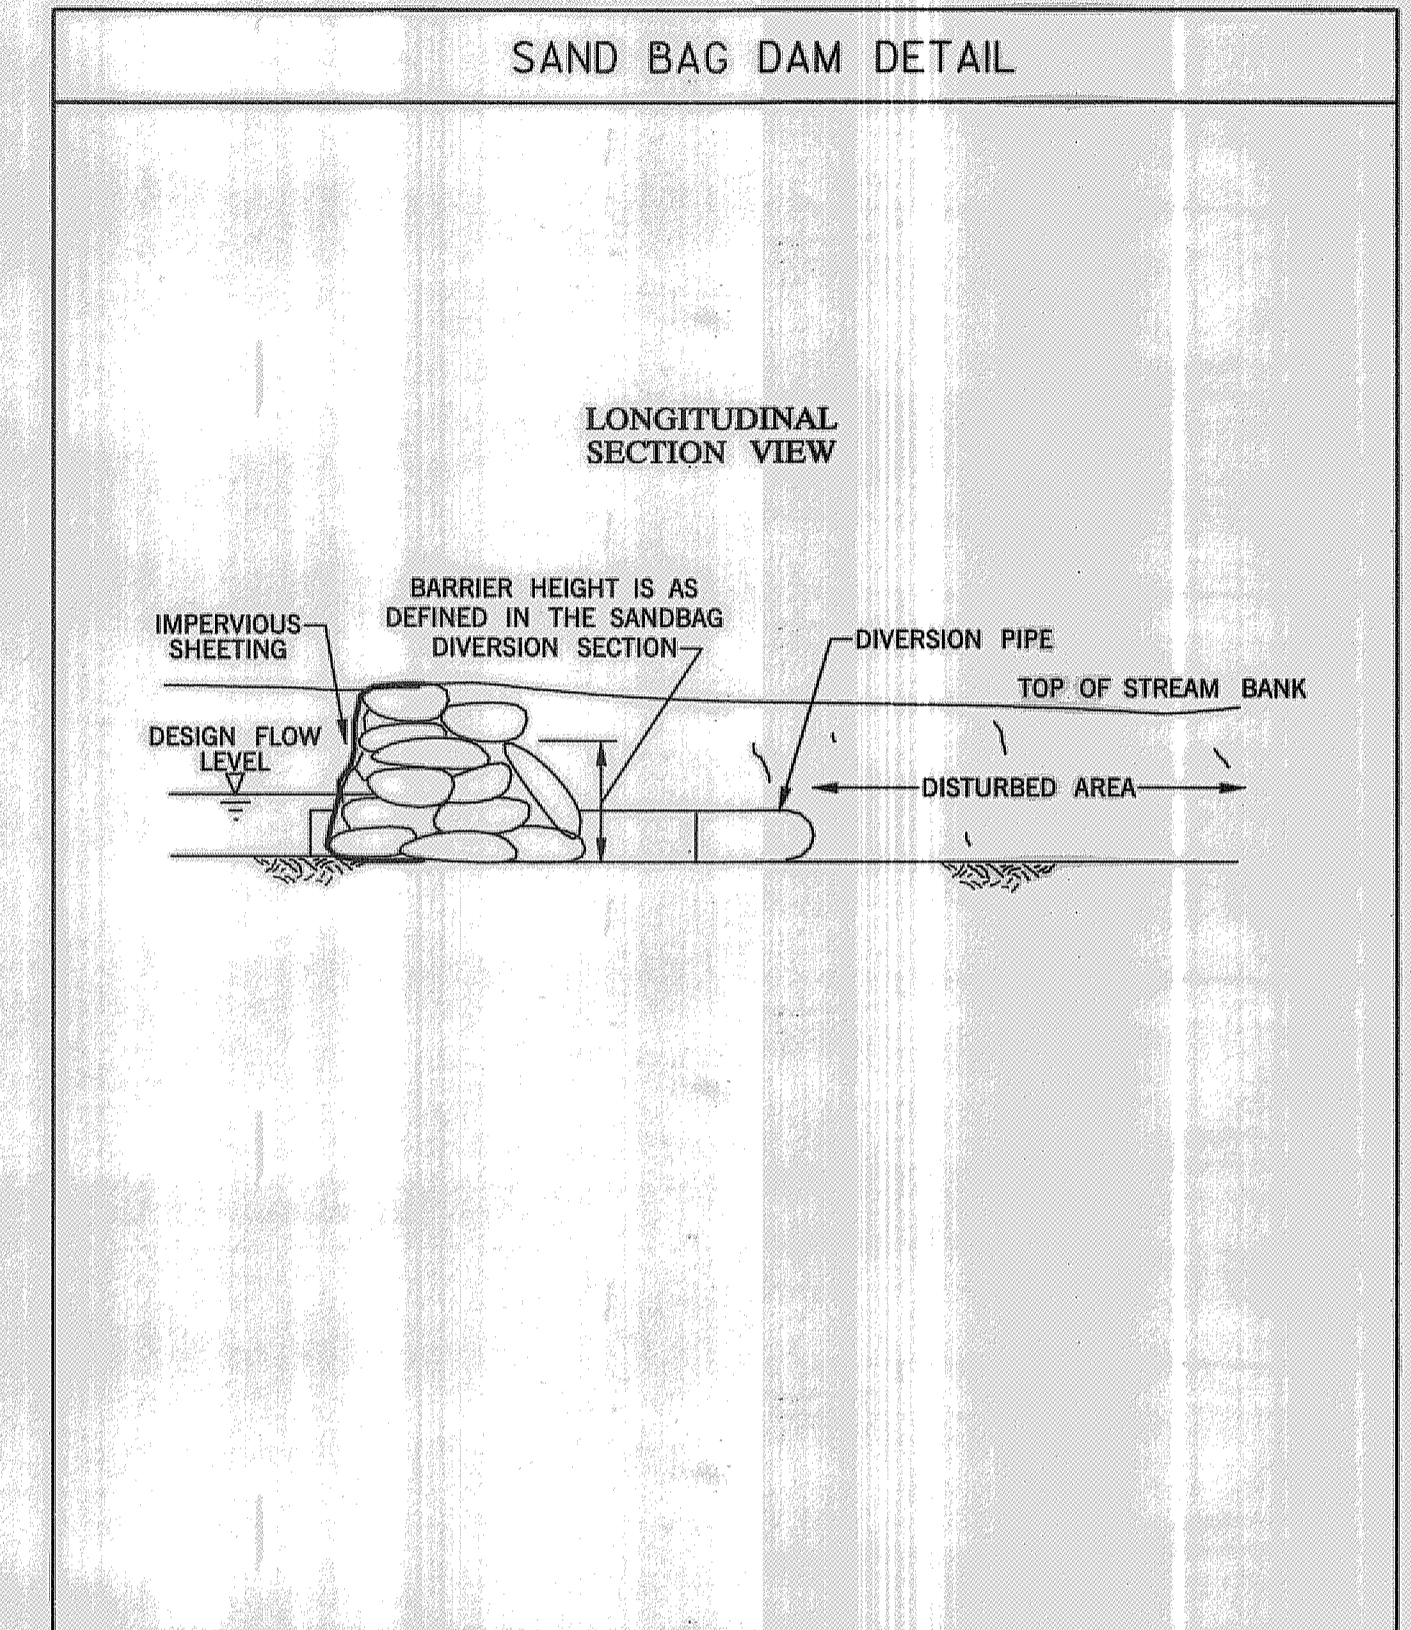 SAND BAG DAM DETAIL
LONGITUDINAL
SECTION VIEW
BARRIER HEIGHT IS AS
DEFINED IN THE SANDBAG
DIVERSION SECTION
IMPERVIOUS
SHEETING
DIVERSION PIPE
TOP OF STREAM BANK
DESIGN FLOW
LEVEL
DISTURBED AREA